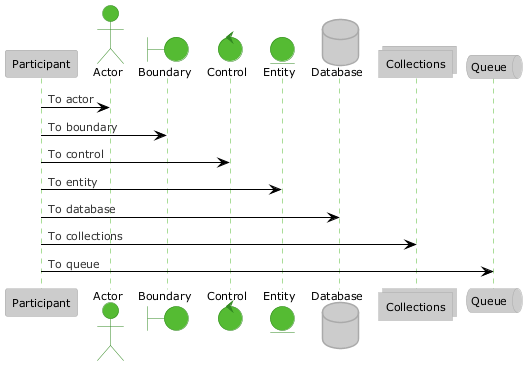 Participant
Actor
Boundary
Control
Entity
Database
Collections
Queue
To actor
To boundary
To control
To entity
To database
To collections
To queue
Participant
Actor
Boundary
Control
Entity
Database
Collections
Queue